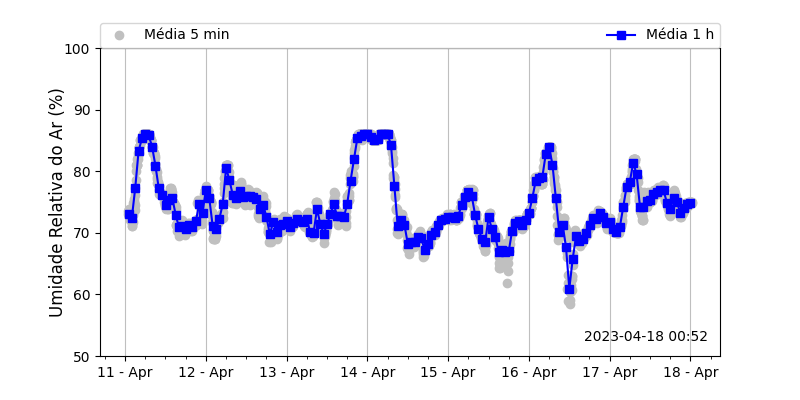 Média 5 min
Média 1 h
Umidade Relativa do Ar (%)
100
90
80
70
60
50
2023-04-18 00:52
11 - Apr
12 - Apr
13 - Apr
14 - Apr
15 - Apr
16 - Apr
17 - Apr
18 - Apr